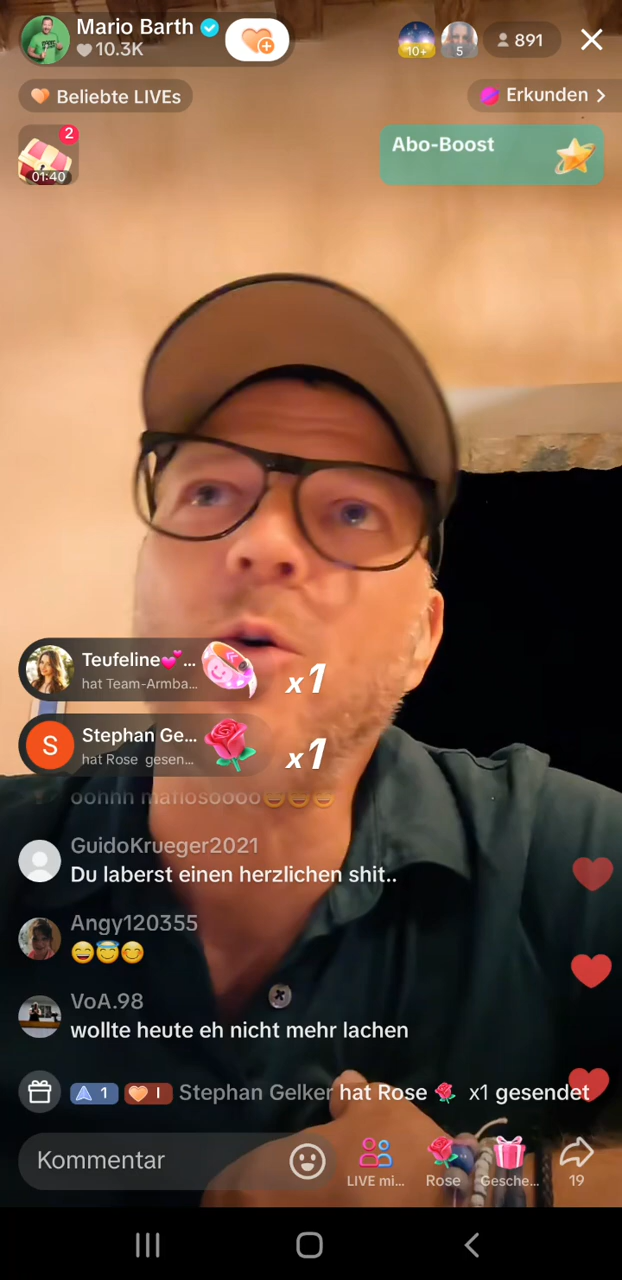 Mario Barth
10.3K
10+
5
891
Beliebte LIVEs
Erkunden
2
01:40
Abo-Boost
Teufeline💕...
hat Team-Armba...
x1
S
Stephan Ge...
hat Rose gesen...
x1
oohhh mafiosoooo😄😄😄
GuidoKrueger2021
Du laberst einen herzlichen shit..
Angy120355
😄😇😊
VoA.98
wollte heute eh nicht mehr lachen
1 I Stephan Gelker hat Rose 🌹 x1 gesendet
Kommentar
LIVE mi...
Rose
Gesche...
19